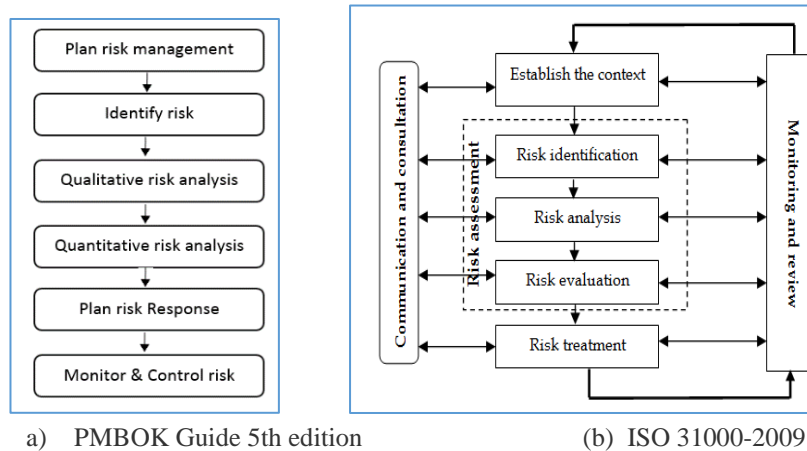 Plan risk management
Identify risk
Qualitative risk analysis
Quantitative risk analysis
Plan risk Response
Monitor & Control risk
Communication and consultation
Establish the context
Risk assessment
Risk identification
Risk analysis
Risk evaluation
Risk treatment
Monitoring and review
a) PMBOK Guide 5th edition
(b) ISO 31000-2009